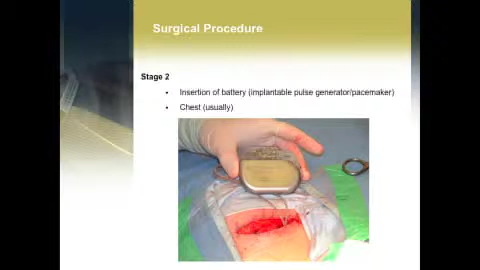 Surgical Procedure
Stage 2
• Insertion of battery (implantable pulse generator/pacemaker)
• Chest (usually)